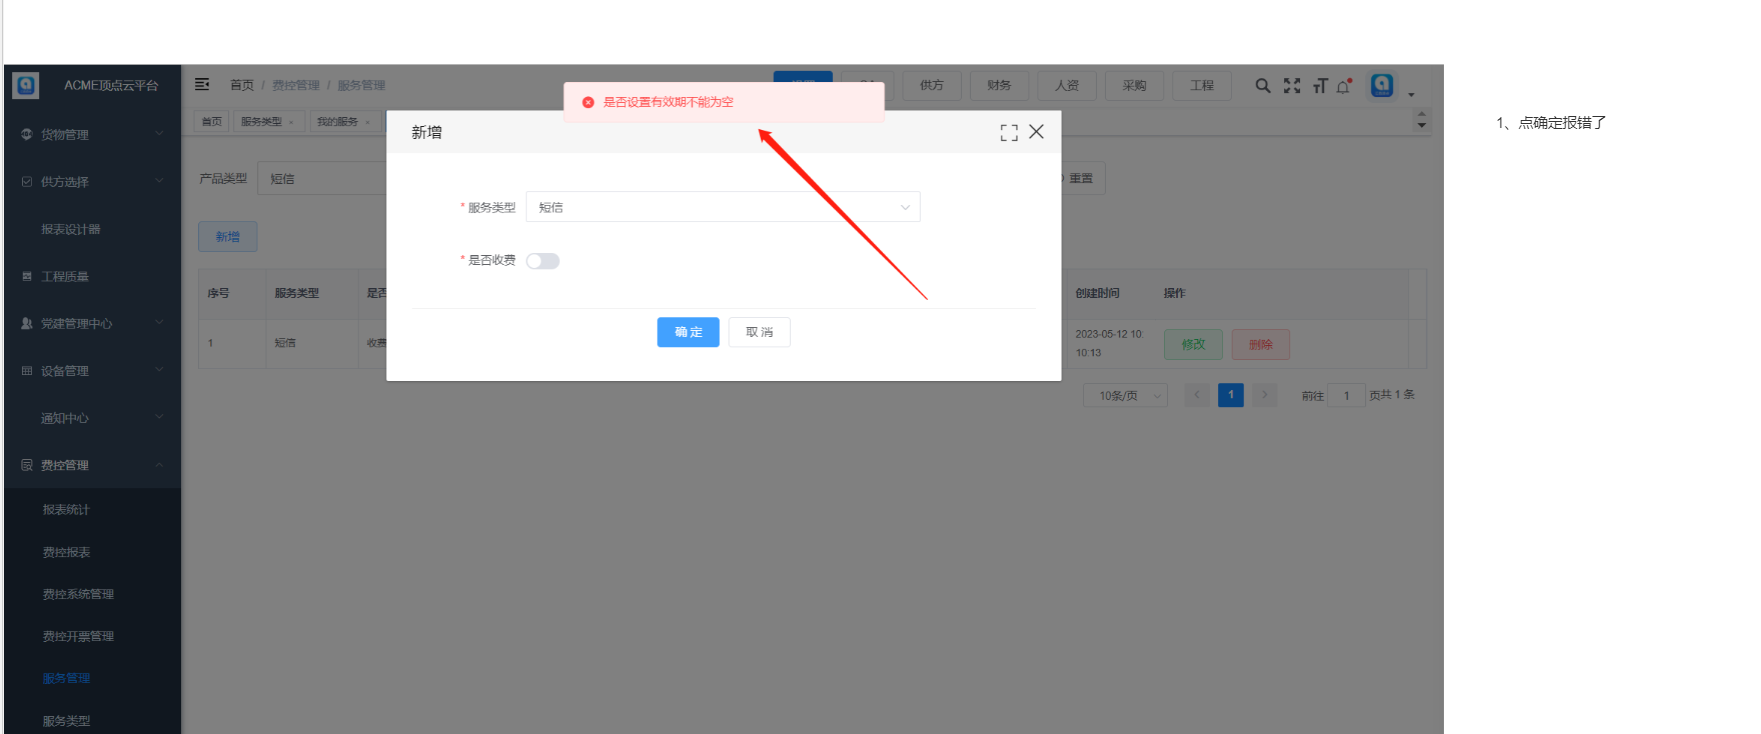 ACME顶点云平台
首页 / 费控管理 / 服务管理
供方
财务
人资
采购
工程
是否设置有效期不能为空
首页
服务类型
我的服务
新增
1、点确定报错了
货物管理
供方选择
报表设计器
工程质量
党建管理中心
设备管理
通知中心
费控管理
报表统计
费控报表
费控系统管理
费控开票管理
服务管理
服务类型
产品类型 短信
重置
新增
* 服务类型 短信
* 是否收费
确 定
取 消
序号 服务类型 是否
创建时间 操作
1 短信 收费
2023-05-12 10:
10:13
修改 删除
10条/页
1
前往 1 页共 1 条